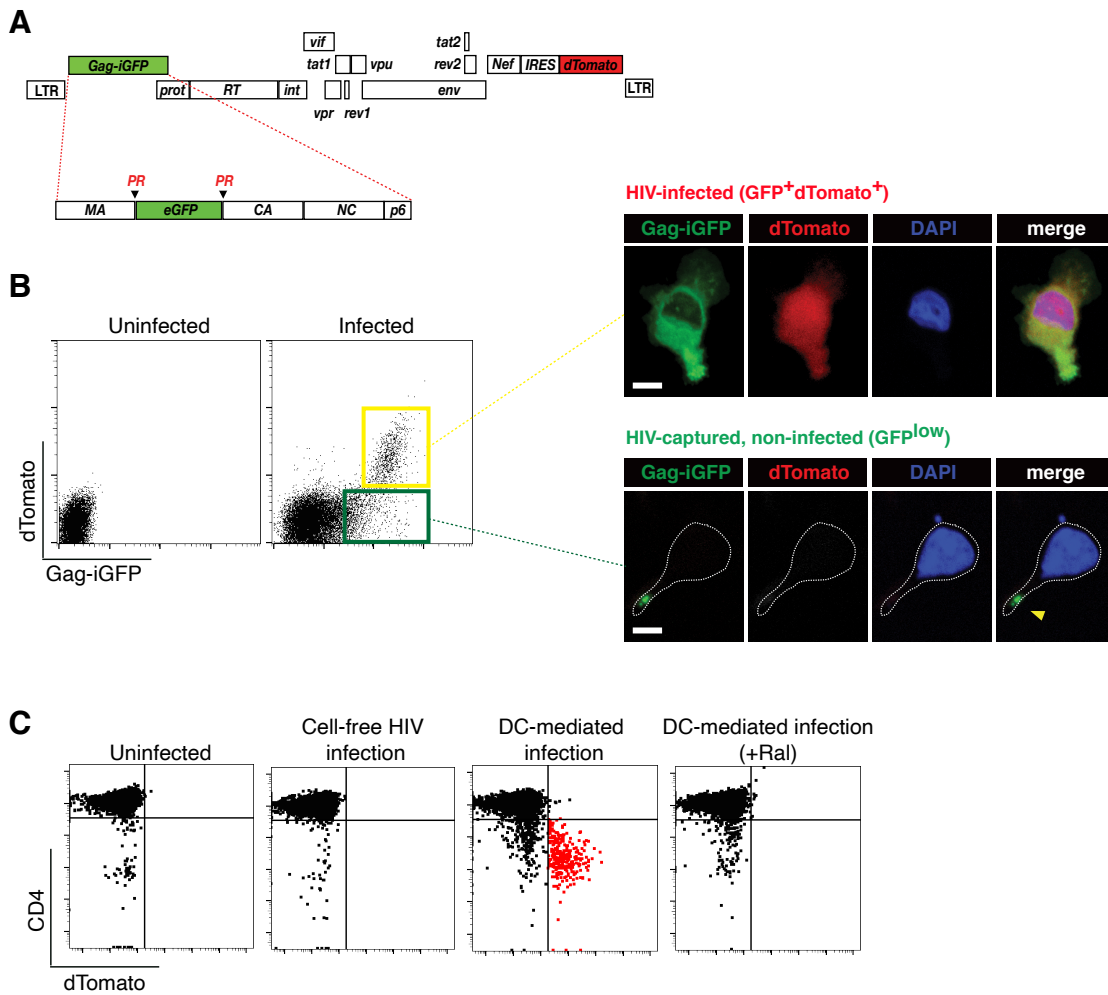 A
vif
tat2
Gag-iGFP
tat1
vpu
rev2
Nef IRES dTomato
LTR
prot RT int
env
LTR
vpr rev1
PR PR
MA eGFP CA NC p6
HIV-infected (GFP+dTomato+)
Gag-iGFP dTomato DAPI merge
B
Uninfected Infected
dTomato
Gag-iGFP
HIV-captured, non-infected (GFPlow)
Gag-iGFP dTomato DAPI merge
C
Uninfected
Cell-free HIV
infection
DC-mediated
infection
DC-mediated infection
(+Ral)
CD4
dTomato